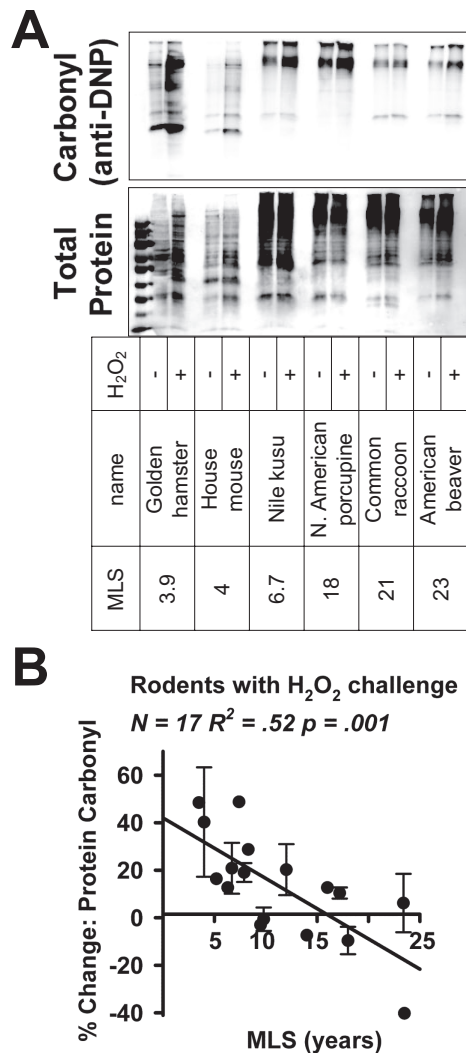 A
Carbonyl
(anti-DNP)
Total
Protein
H₂O₂ - + - + - + - + - + - +
name Golden hamster House mouse Nile kusu N. American porcupine Common raccoon American beaver
MLS 3.9 4 6.7 18 21 23
B
Rodents with H₂O₂ challenge
N = 17 R² = .52 p = .001
% Change: Protein Carbonyl
60
40
20
0
-20
-40
5 10 15 25
MLS (years)